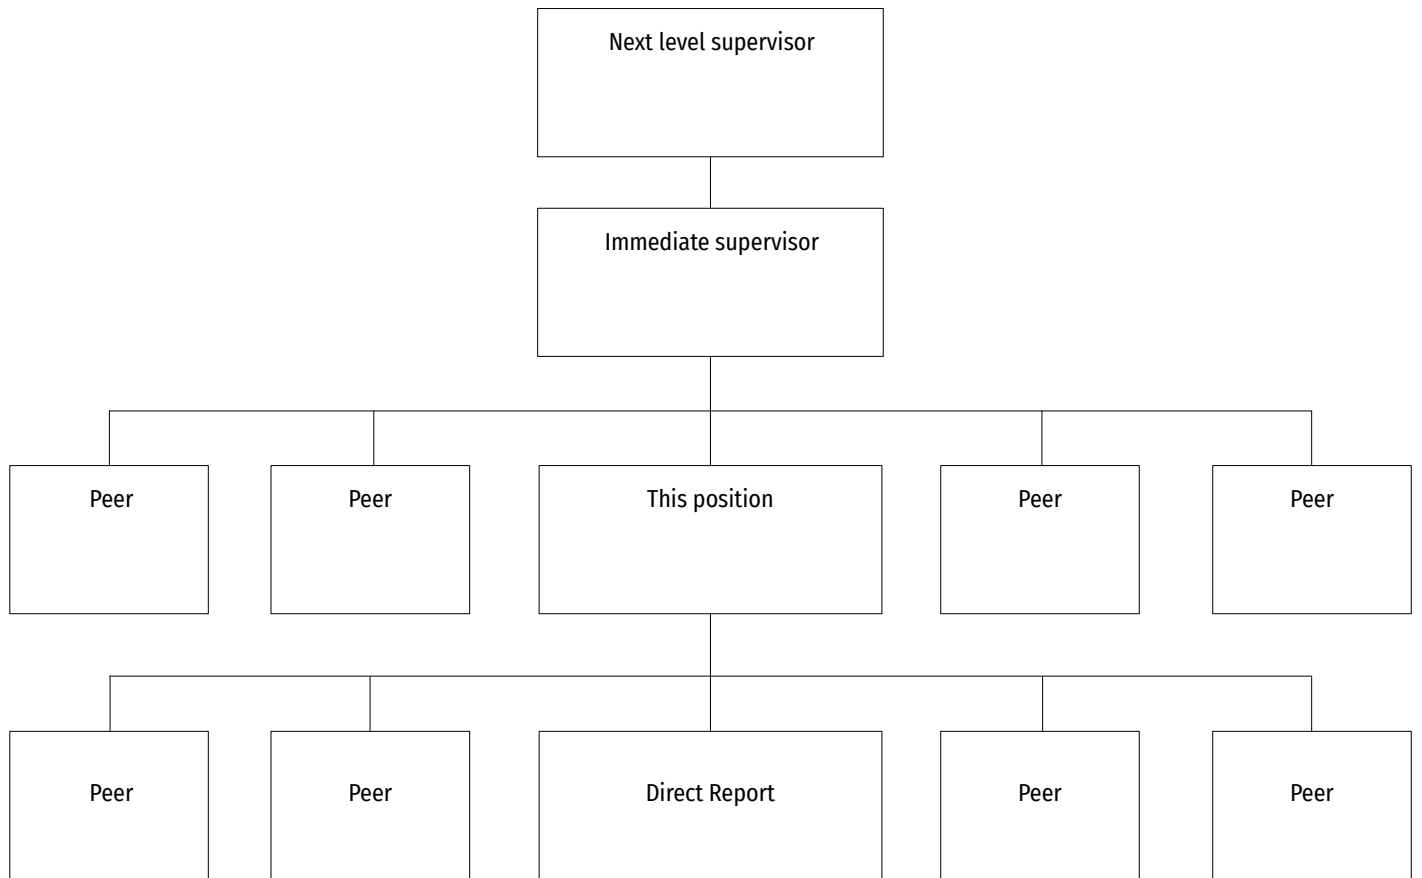 Next level supervisor
Immediate supervisor
Peer
Peer
This position
Peer
Peer
Peer
Peer
Direct Report
Peer
Peer